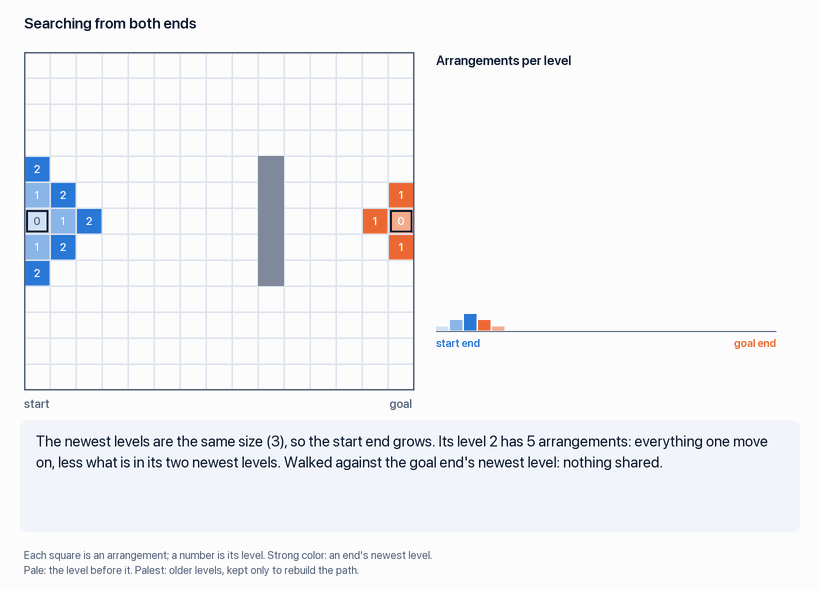 Searching from both ends
Arrangements per level
2
1 2
0 1 2 1
1 2 1 0
2 1
start end goal end
start goal
The newest levels are the same size (3), so the start end grows. Its level 2 has 5 arrangements: everything one move
on, less what is in its two newest levels. Walked against the goal end's newest level: nothing shared.
Each square is an arrangement; a number is its level. Strong color: an end's newest level.
Pale: the level before it. Palest: older levels, kept only to rebuild the path.